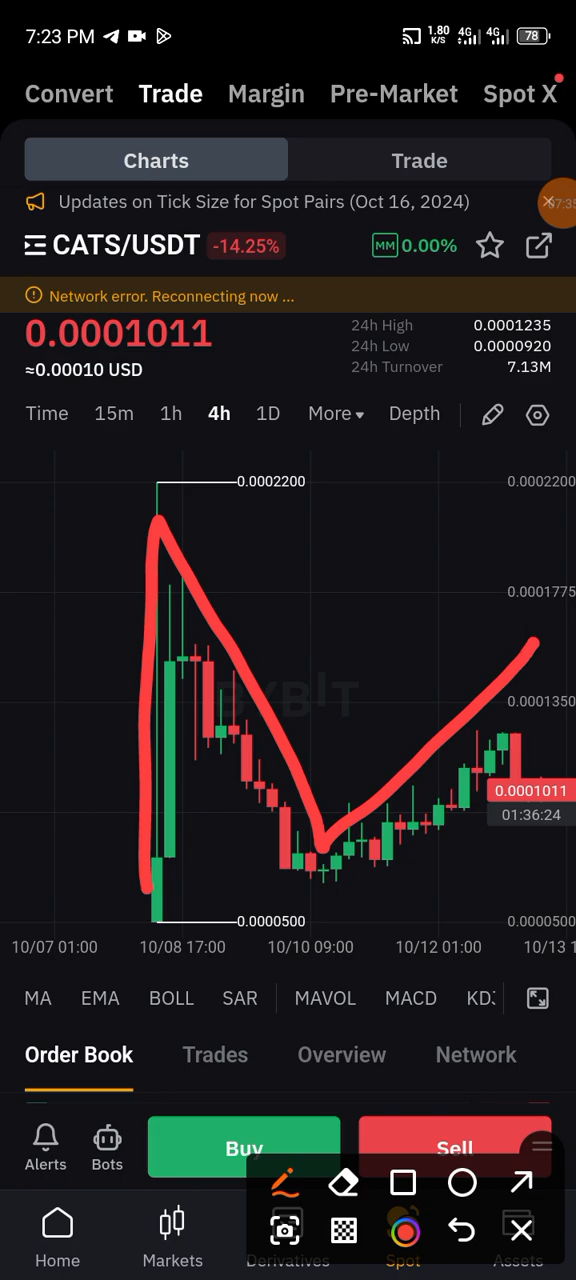 7:23 PM 1.80 K/S 4G 4G 78
Convert Trade Margin Pre-Market Spot X
Charts Trade
Updates on Tick Size for Spot Pairs (Oct 16, 2024)
CATS/USDT -14.25% MM 0.00%
Network error. Reconnecting now ...
0.0001011
≈0.00010 USD
24h High 0.0001235
24h Low 0.0000920
24h Turnover 7.13M
Time 15m 1h 4h 1D More Depth
0.0002200 0.0002200
0.0001775
BYBIT
0.0001350
0.0001011
01:36:24
0.0000500 0.0000500
10/07 01:00 10/08 17:00 10/10 09:00 10/12 01:00 10/13 1
MA EMA BOLL SAR MAVOL MACD KDJ
Order Book Trades Overview Network
Alerts Bots Buy Sell
Home Markets Derivatives Spot Assets